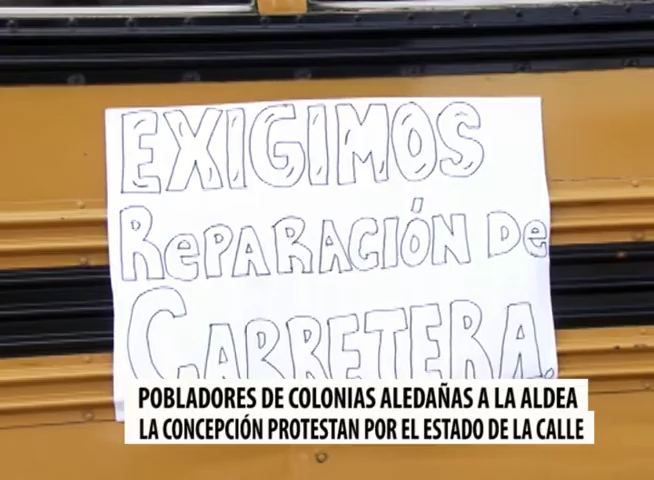 EXIGIMOS
RePARACIÓN De
CARRETERA.
POBLADORES DE COLONIAS ALEDAÑAS A LA ALDEA
LA CONCEPCIÓN PROTESTAN POR EL ESTADO DE LA CALLE